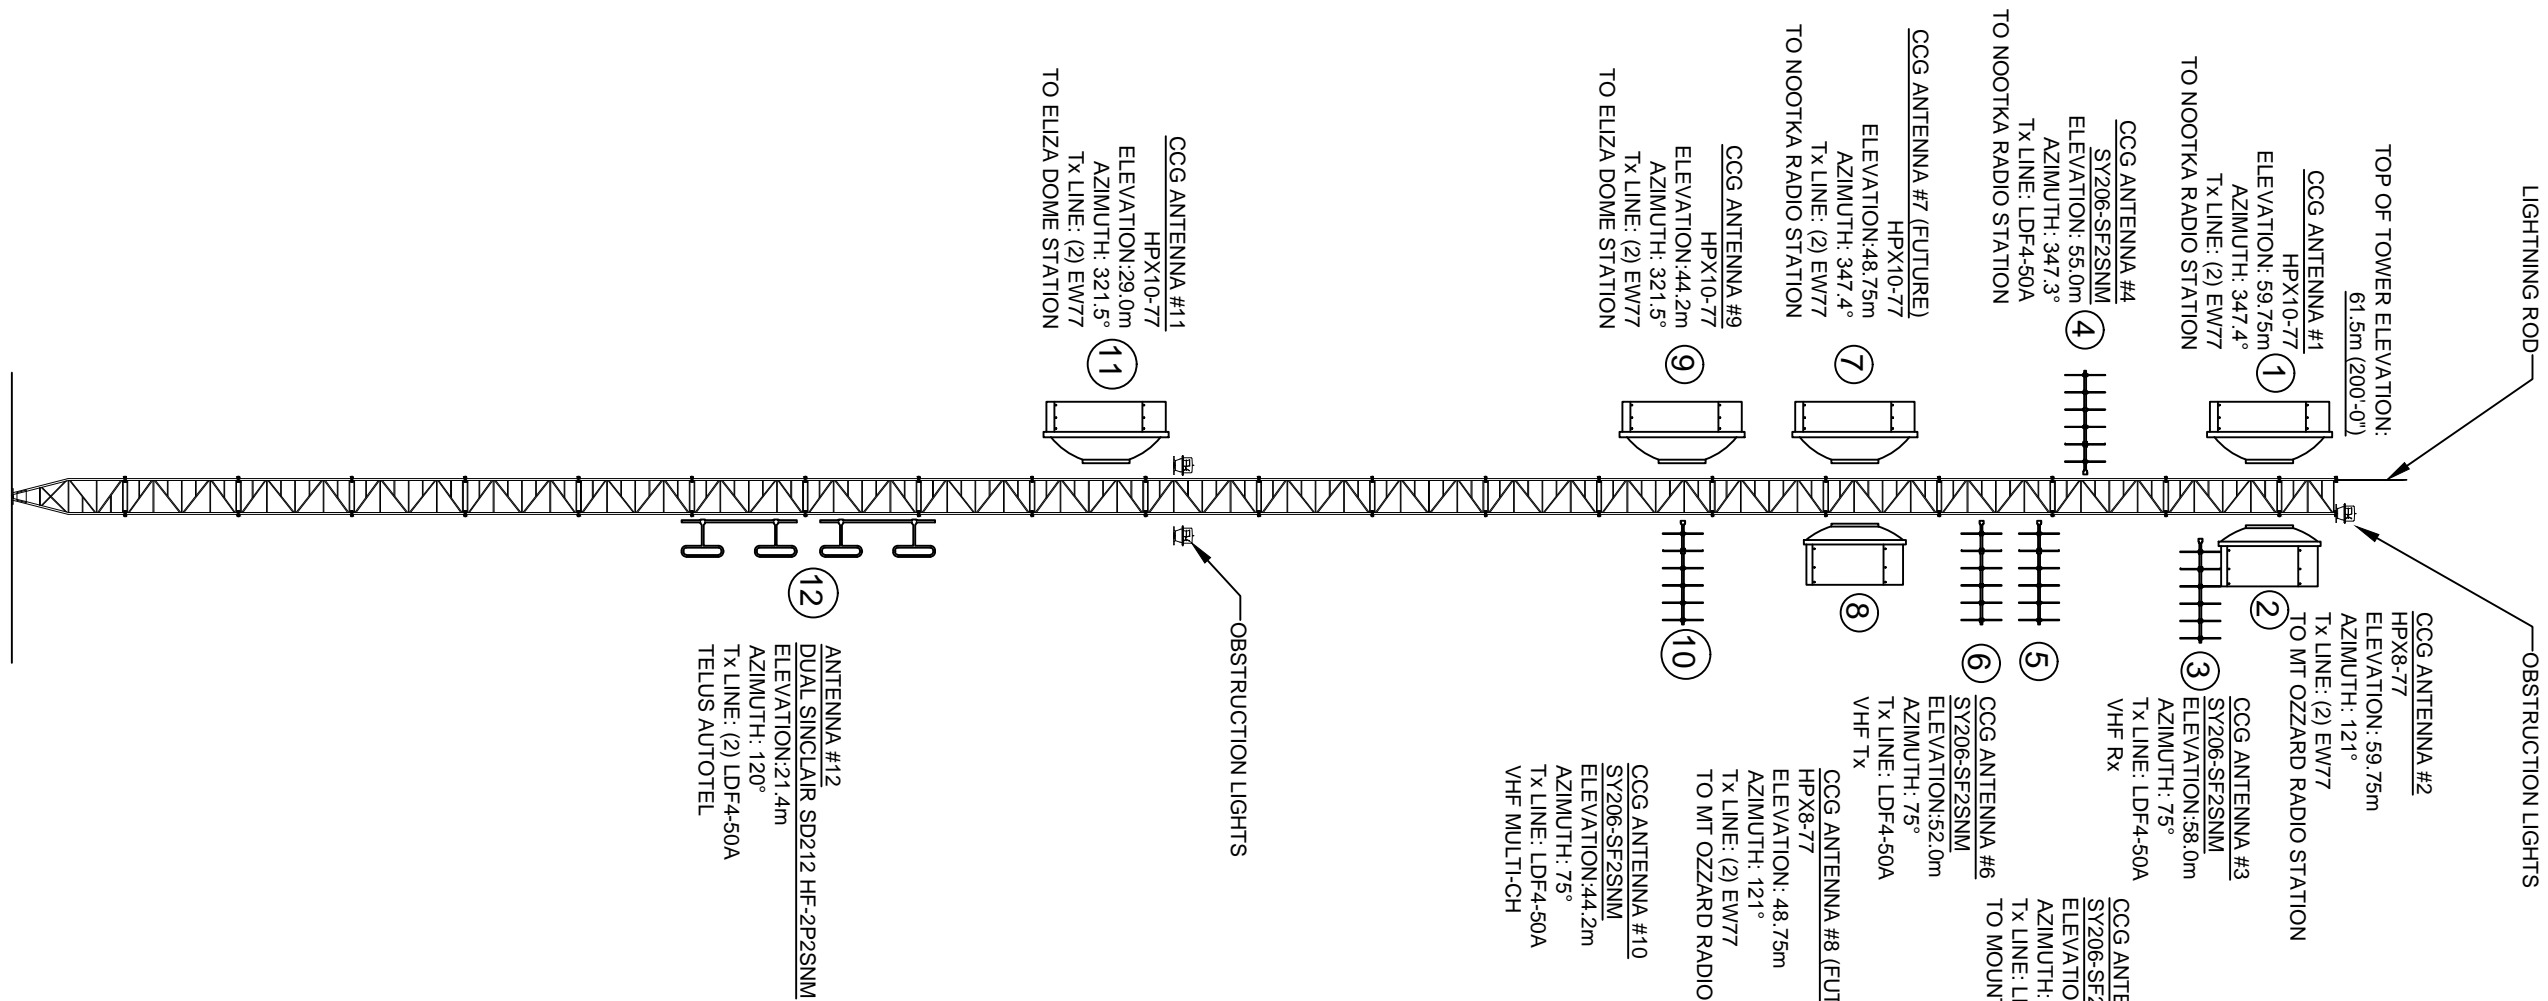 LIGHTNING ROD
OBSTRUCTION LIGHTS
TOP OF TOWER ELEVATION:
61.5m (200'-0")
CCG ANTENNA #1
HPX10-77
ELEVATION: 59.75m
AZIMUTH: 347.4°
Tx LINE: (2) EW77
TO NOOTKA RADIO STATION
1
CCG ANTENNA #2
HPX8-77
ELEVATION: 59.75m
AZIMUTH: 121°
Tx LINE: (2) EW77
TO MT OZZARD RADIO STATION
2
CCG ANTENNA #3
SY206-SF2SNM
ELEVATION:58.0m
AZIMUTH: 75°
Tx LINE: LDF4-50A
VHF Rx
3
CCG ANTENNA #4
SY206-SF2SNM
ELEVATION: 55.0m
AZIMUTH: 347.3°
Tx LINE: LDF4-50A
TO NOOTKA RADIO STATION
4
CCG
SY206-
AZIMUTH:
Tx LINE:
TO
5
CCG ANTENNA #6
SY206-SF2SNM
ELEVATION:52.0m
AZIMUTH: 75°
Tx LINE: LDF4-50A
VHF Tx
6
CCG ANTENNA #7 (FUTURE)
HPX10-77
ELEVATION:48.75m
AZIMUTH: 347.4°
Tx LINE: (2) EW77
TO NOOTKA RADIO STATION
7
CCG ANTENNA #8
HPX8-77
ELEVATION: 48.75m
AZIMUTH: 121°
Tx LINE: (2) EW77
TO MT OZZARD RADIO
8
CCG ANTENNA #9
HPX10-77
ELEVATION:44.2m
AZIMUTH: 321.5°
Tx LINE: (2) EW77
TO ELIZA DOME STATION
9
CCG ANTENNA #10
SY206-SF2SNM
ELEVATION:44.2m
AZIMUTH: 75°
Tx LINE: LDF4-50A
VHF MULTI-CH
10
OBSTRUCTION LIGHTS
CCG ANTENNA #11
HPX10-77
ELEVATION:29.0m
AZIMUTH: 321.5°
Tx LINE: (2) EW77
TO ELIZA DOME STATION
11
ANTENNA #12
DUAL SINCLAIR SD212 HF-2P2SNM
ELEVATION:21.4m
AZIMUTH: 120°
Tx LINE: (2) LDF4-50A
TELUS AUTOTEL
12